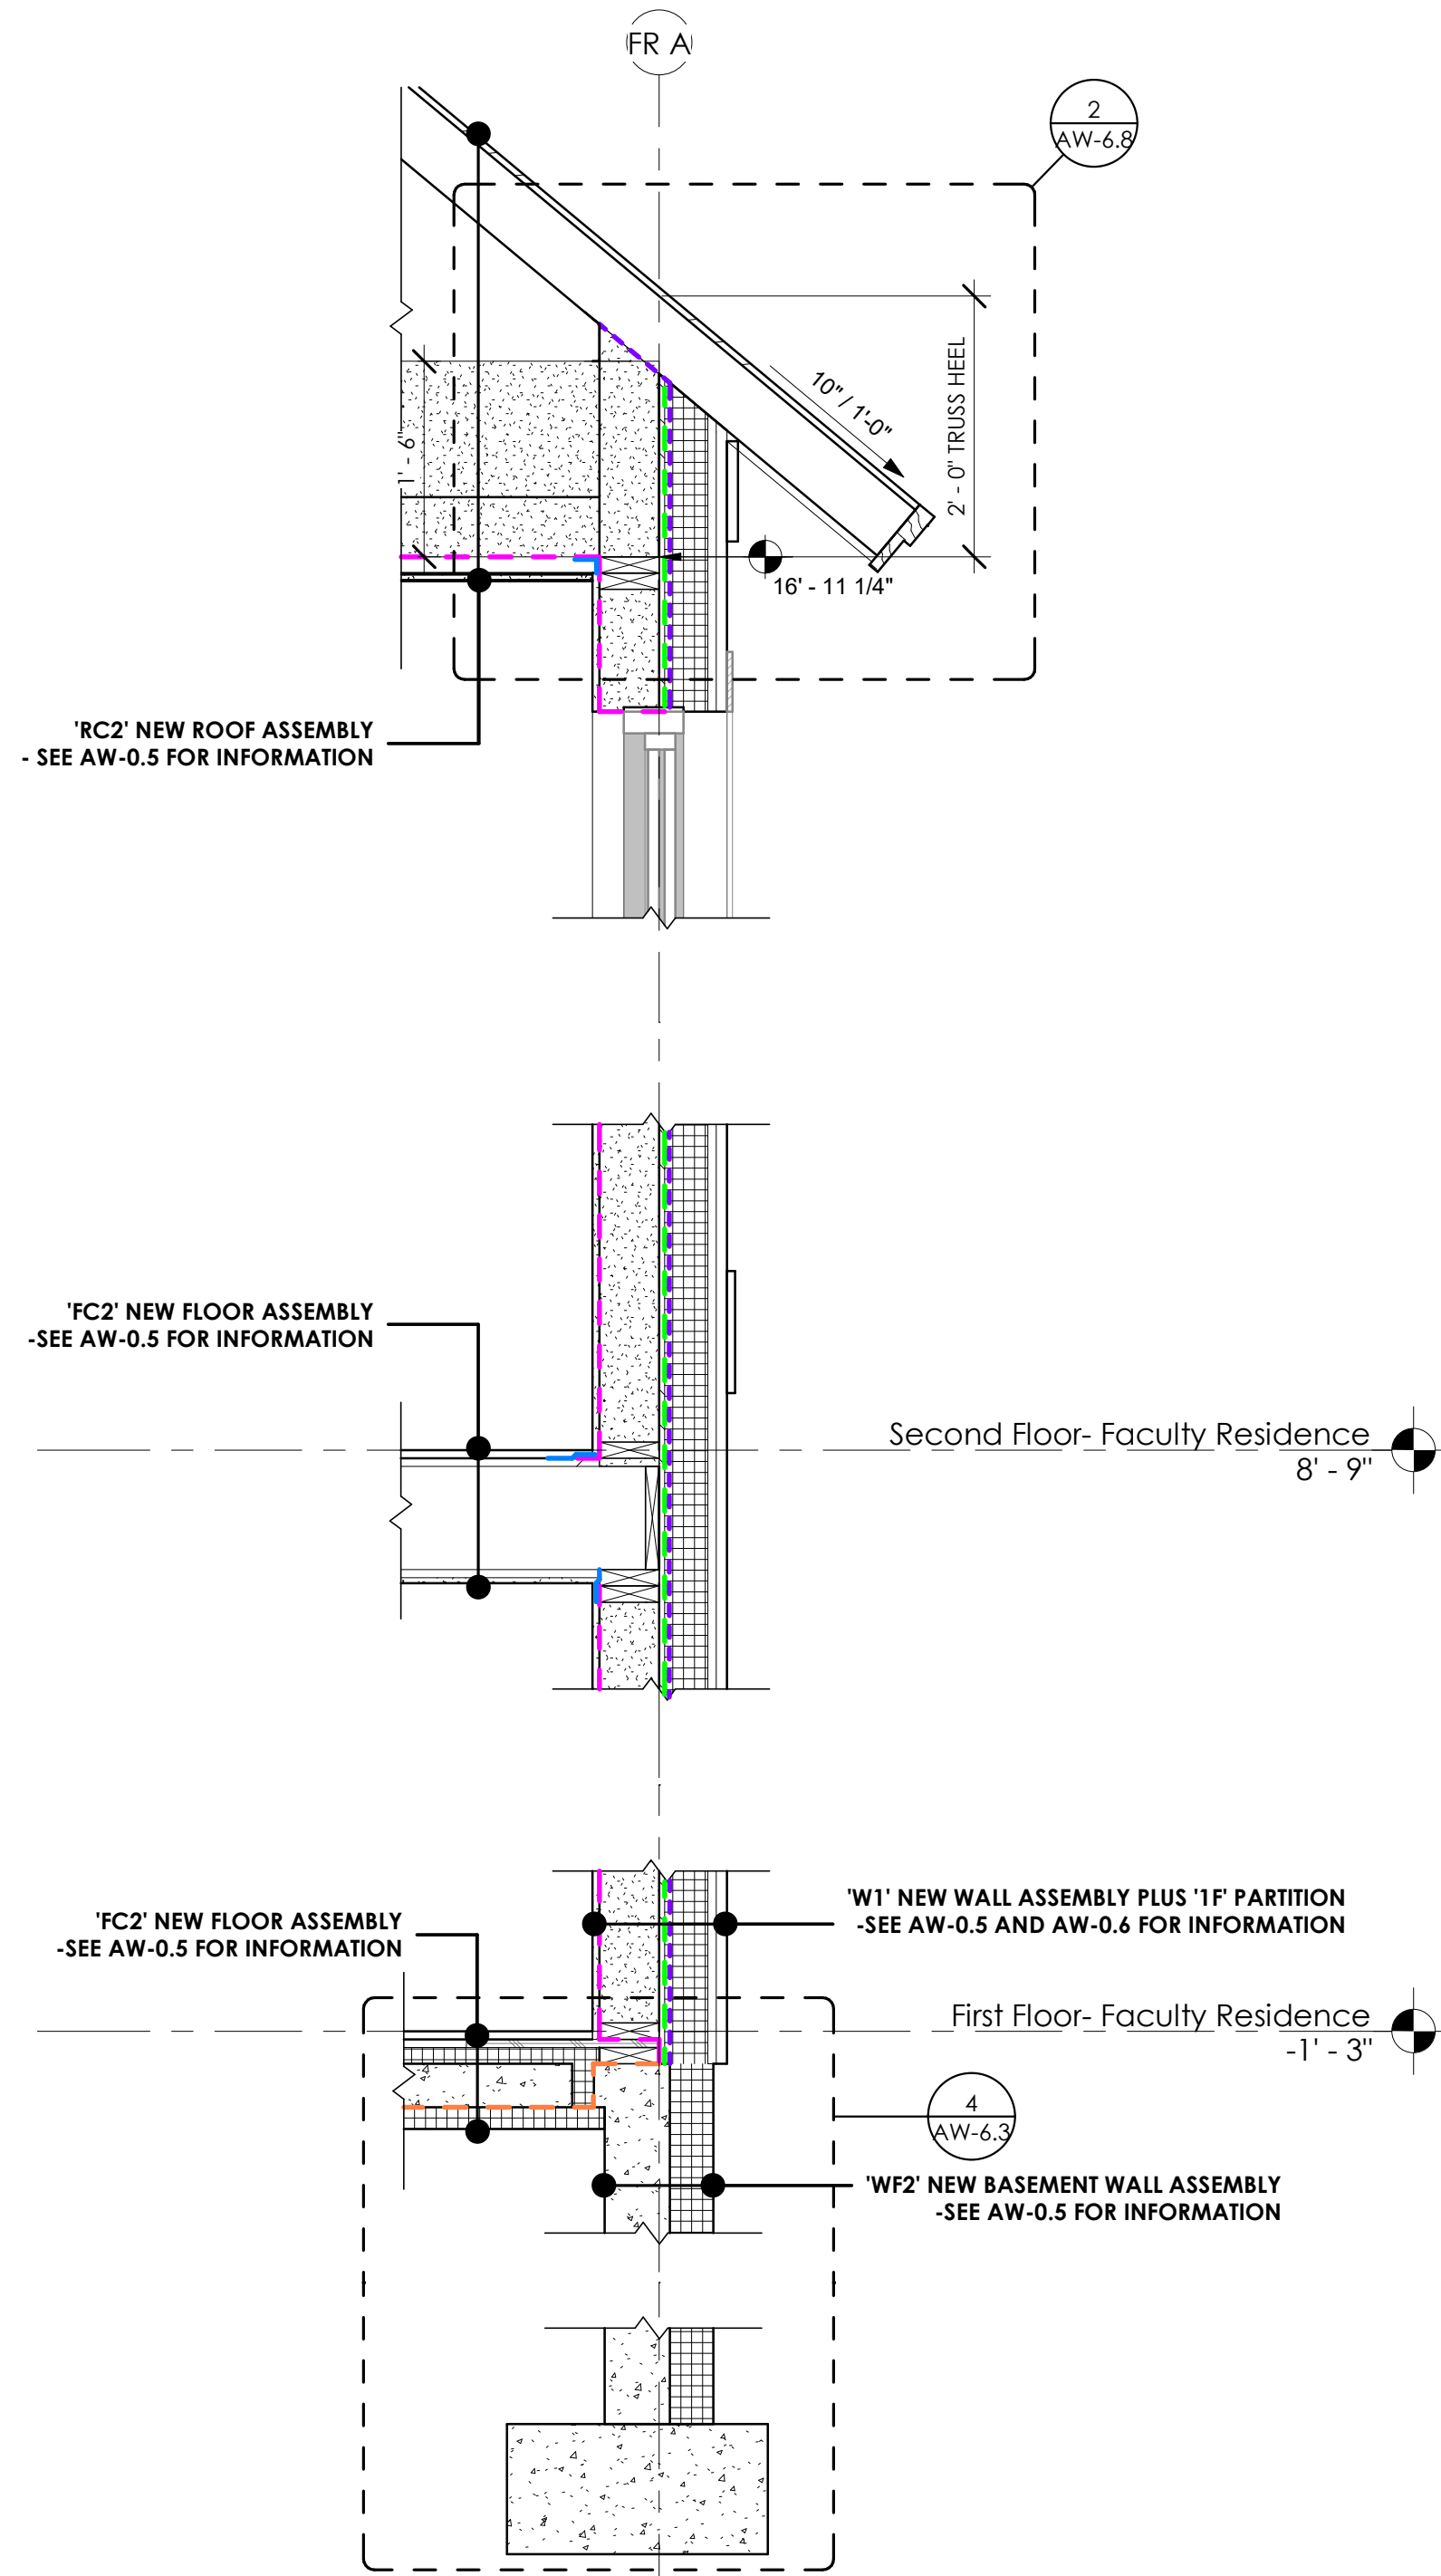 FR A
2
AW-6.8
10" / 1'-0"
2' - 0" TRUSS HEEL
1' - 6"
16' - 11 1/4"
'RC2' NEW ROOF ASSEMBLY
- SEE AW-0.5 FOR INFORMATION
'FC2' NEW FLOOR ASSEMBLY
-SEE AW-0.5 FOR INFORMATION
Second Floor- Faculty Residence
8' - 9"
'W1' NEW WALL ASSEMBLY PLUS '1F' PARTITION
-SEE AW-0.5 AND AW-0.6 FOR INFORMATION
'FC2' NEW FLOOR ASSEMBLY
-SEE AW-0.5 FOR INFORMATION
First Floor- Faculty Residence
-1' - 3"
4
AW-6.3
'WF2' NEW BASEMENT WALL ASSEMBLY
-SEE AW-0.5 FOR INFORMATION